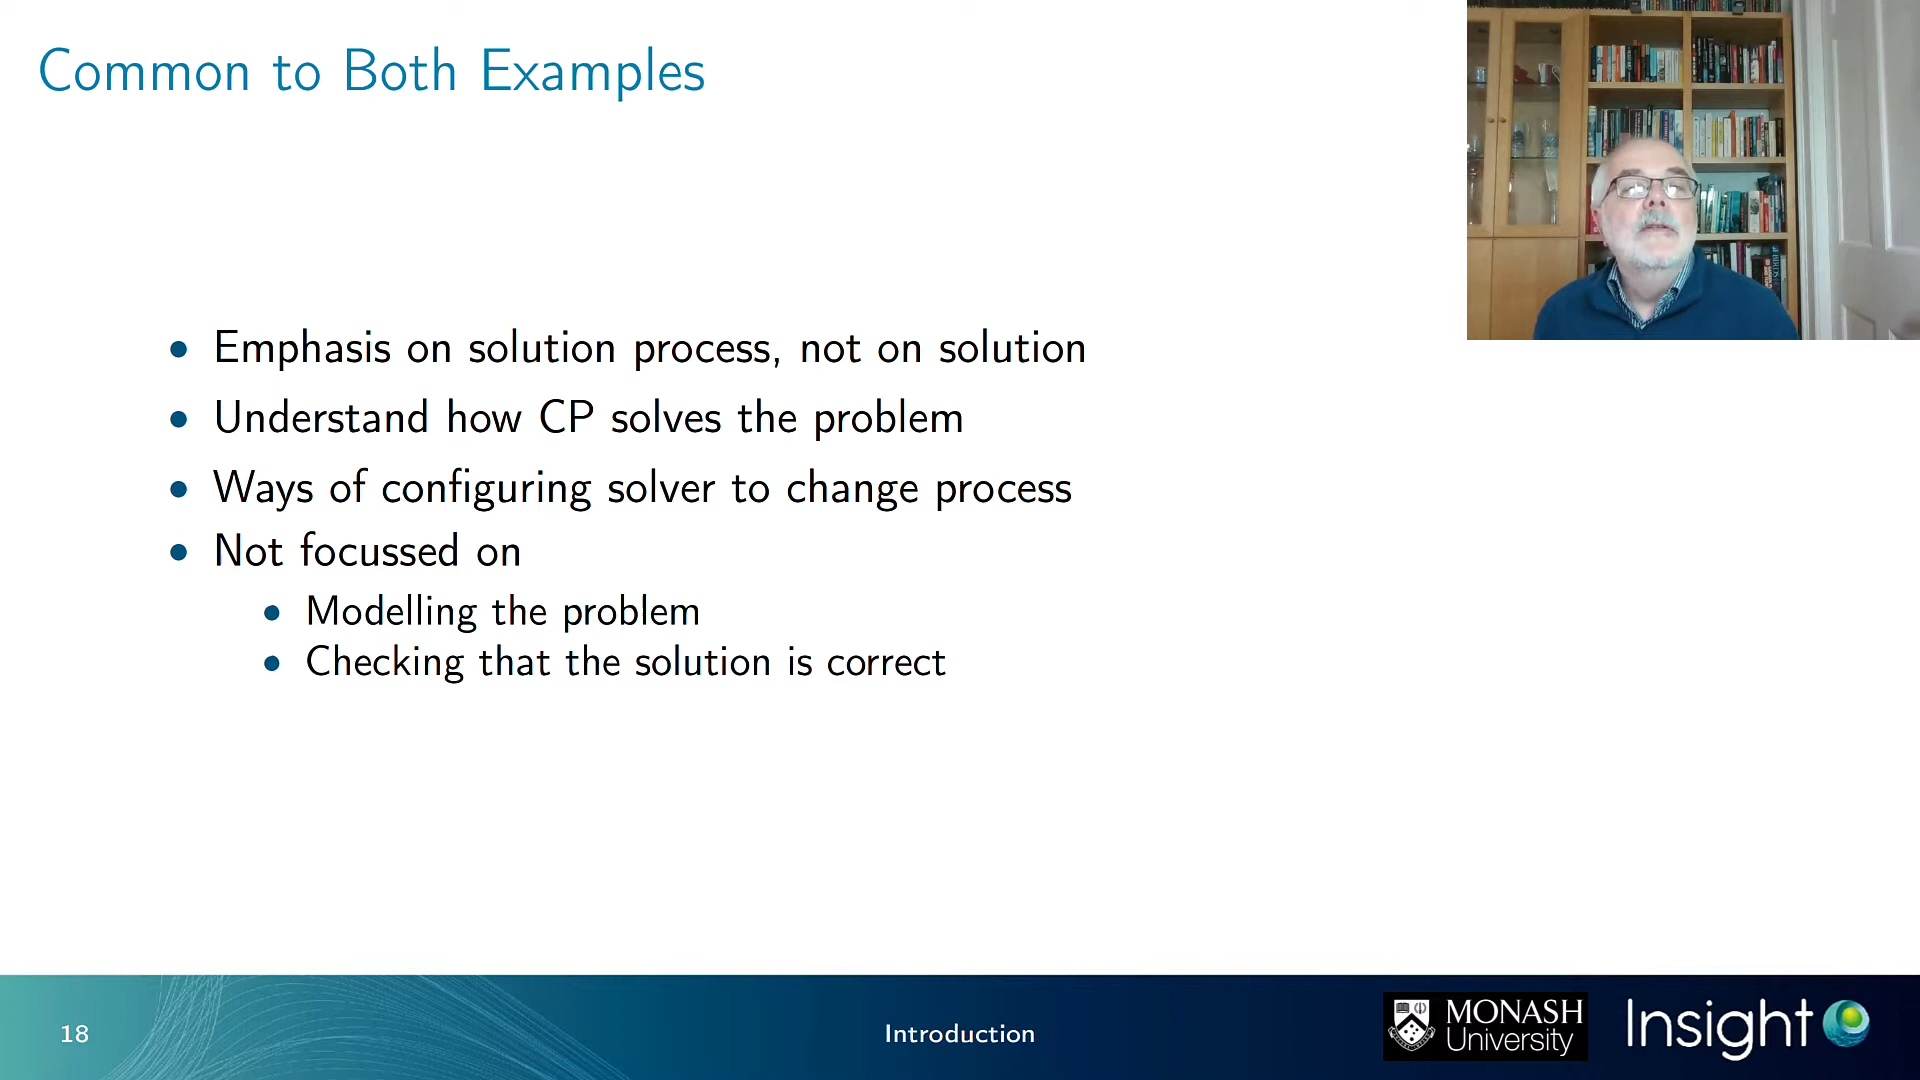 Common to Both Examples
• Emphasis on solution process, not on solution
• Understand how CP solves the problem
• Ways of configuring solver to change process
• Not focussed on
• Modelling the problem
• Checking that the solution is correct
18
Introduction
MONASH
University
Insight